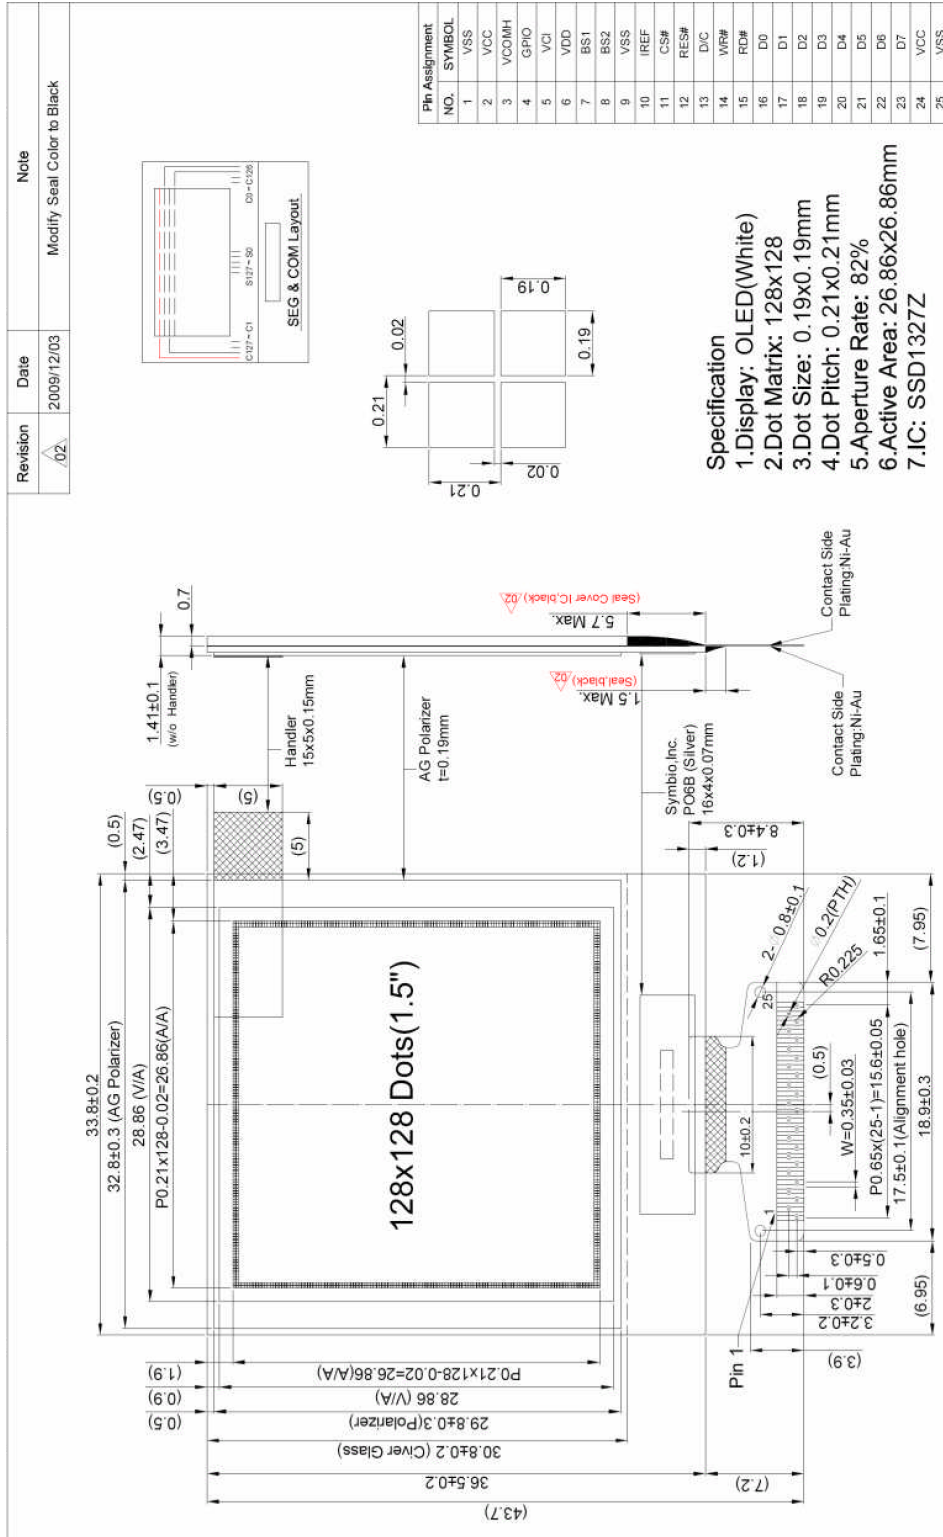 Revision Date Note
02 2009/12/03 Modify Seal Color to Black
33.8±0.2
32.8±0.3 (AG Polarizer)
28.86 (V/A)
P0.21x128-0.02=26.86(A/A)
(0.5)
(2.47)
(3.47)
(0.5)
(5)
(5)
128x128 Dots(1.5")
(1.9)
(0.9)
(0.5)
P0.21x128-0.02=26.86(A/A)
28.86 (V/A)
29.8±0.3(Polarizer)
30.8±0.2 (Civer Glass)
36.5±0.2
(43.7)
(7.2)
1.41±0.1
(w/o Handler)
0.7
Handler
15x5x0.15mm
AG Polarizer
t=0.19mm
Symbio,Inc.
PO6B (Silver)
16x4x0.07mm
1.5 Max.
(Seal,black) 02
5.7 Max.
(Seal Cover IC,black) 02
Contact Side
Plating:Ni-Au
Contact Side
Plating:Ni-Au
(1.2)
8.4±0.3
10±0.2
2- 0.8±0.1
0.2(PTH)
R0.225
1.65±0.1
(7.95)
25
1
Pin 1
(0.5)
W=0.35±0.03
P0.65x(25-1)=15.6±0.05
17.5±0.1(Alignment hole)
18.9±0.3
0.5±0.3
0.6±0.1
2±0.3
3.2±0.2
(6.95)
(3.9)
C127 ~ C1 S127 ~ S0 C0 ~ C126
SEG & COM Layout
0.21
0.02
0.19
0.19
0.21
0.02
Specification
1.Display: OLED(White)
2.Dot Matrix: 128x128
3.Dot Size: 0.19x0.19mm
4.Dot Pitch: 0.21x0.21mm
5.Aperture Rate: 82%
6.Active Area: 26.86x26.86mm
7.IC: SSD1327Z
Pin Assignment
NO. SYMBOL
1 VSS
2 VCC
3 VCOMH
4 GPIO
5 VCI
6 VDD
7 BS1
8 BS2
9 VSS
10 IREF
11 CS#
12 RES#
13 D/C
14 WR#
15 RD#
16 D0
17 D1
18 D2
19 D3
20 D4
21 D5
22 D6
23 D7
24 VCC
25 VSS